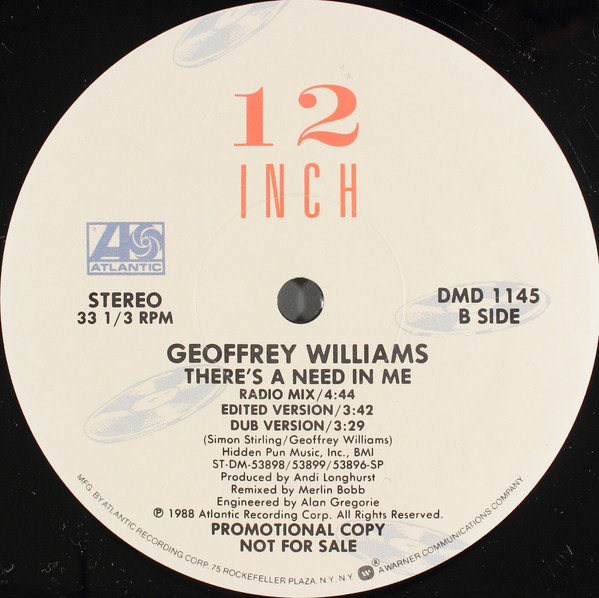 12
INCH
ATLANTIC
STEREO
33 1/3 RPM
DMD 1145
B SIDE
GEOFFREY WILLIAMS
THERE'S A NEED IN ME
RADIO MIX/4:44
EDITED VERSION/3:42
DUB VERSION/3:29
(Simon Stirling/Geoffrey Williams)
Hidden Pun Music, Inc., BMI
ST-DM-53898/53899/53896-SP
Produced by Andi Longhurst
Remixed by Merlin Bobb
Engineered by Alan Gregorie
℗ 1988 Atlantic Recording Corp. All Rights Reserved.
PROMOTIONAL COPY
NOT FOR SALE
MFG. BY ATLANTIC RECORDING CORP. 75 ROCKEFELLER PLAZA, N.Y. N.Y. ® A WARNER COMMUNICATIONS COMPANY